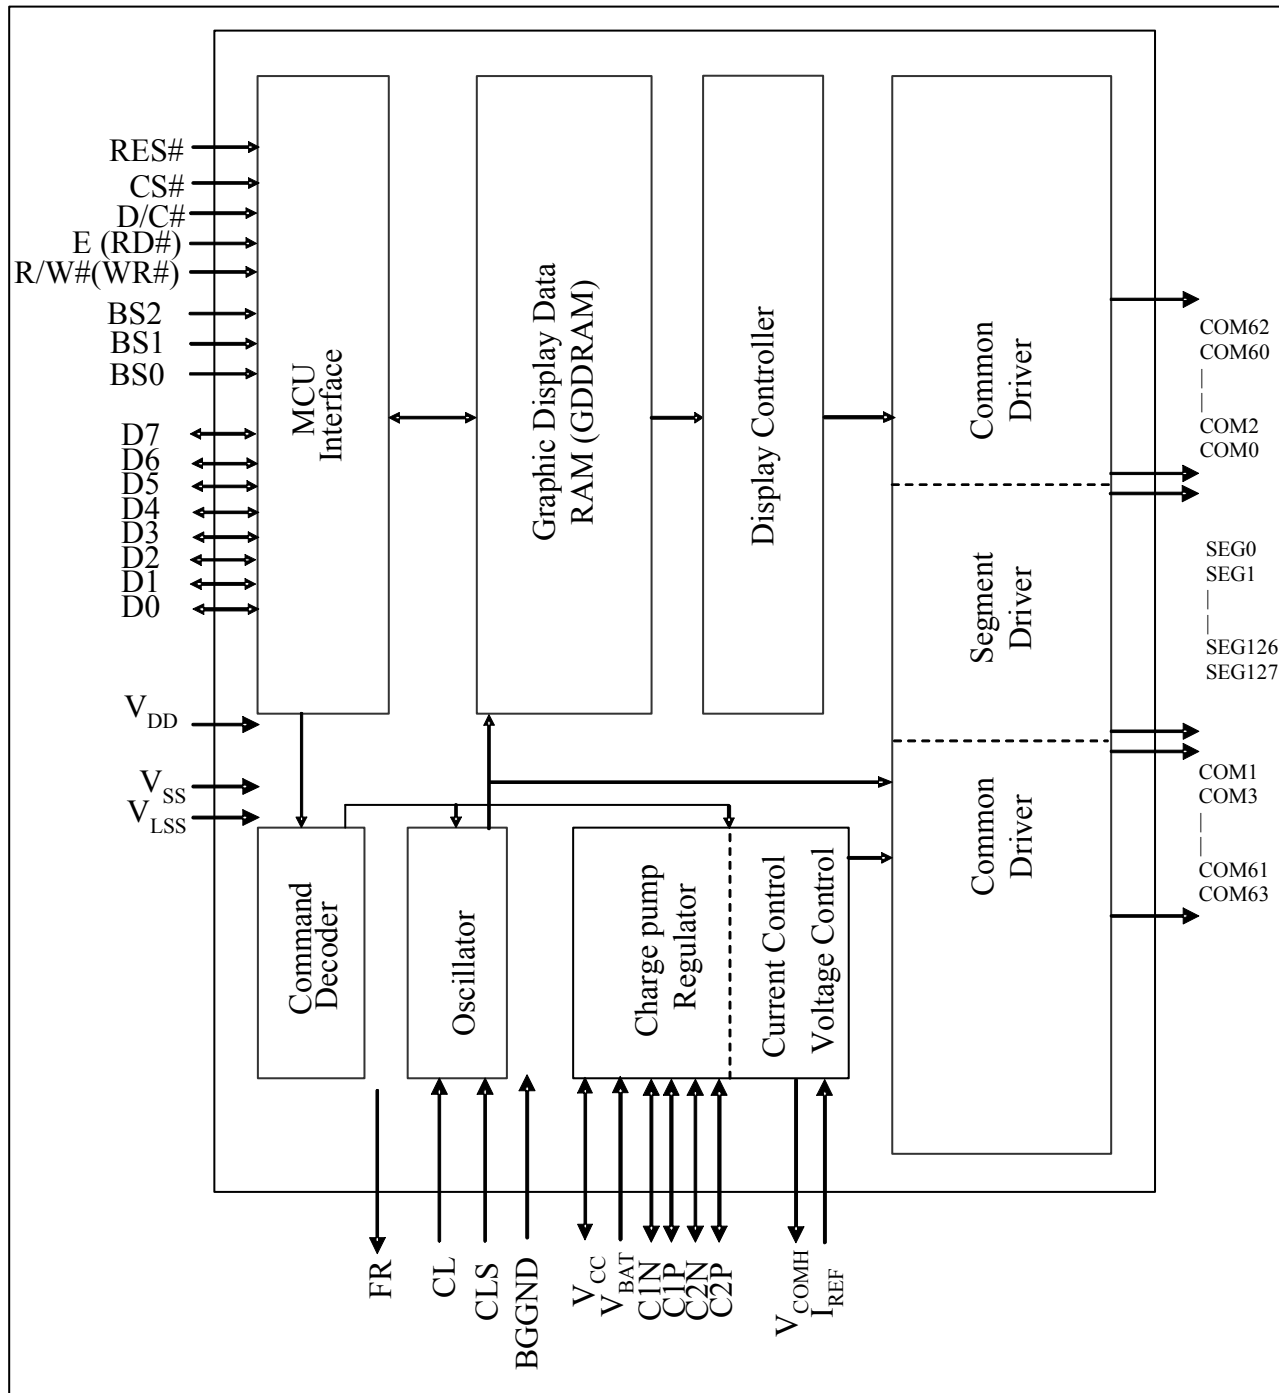 RES#
CS#
D/C#
E (RD#)
R/W#(WR#)
BS2
BS1
BS0
D7
D6
D5
D4
D3
D2
D1
D0
VDD
VSS
VLSS
MCU
Interface
Graphic Display Data
RAM (GDDRAM)
Display Controller
Common
Driver
Segment
Driver
Common
Driver
COM62
COM60
|
|
COM2
COM0
SEG0
SEG1
|
|
SEG126
SEG127
COM1
COM3
|
|
COM61
COM63
Command
Decoder
Oscillator
Charge pump
Regulator
Current Control
Voltage Control
FR
CL
CLS
BGGND
VCC
VBAT
C1N
C1P
C2N
C2P
VCOMH
IREF